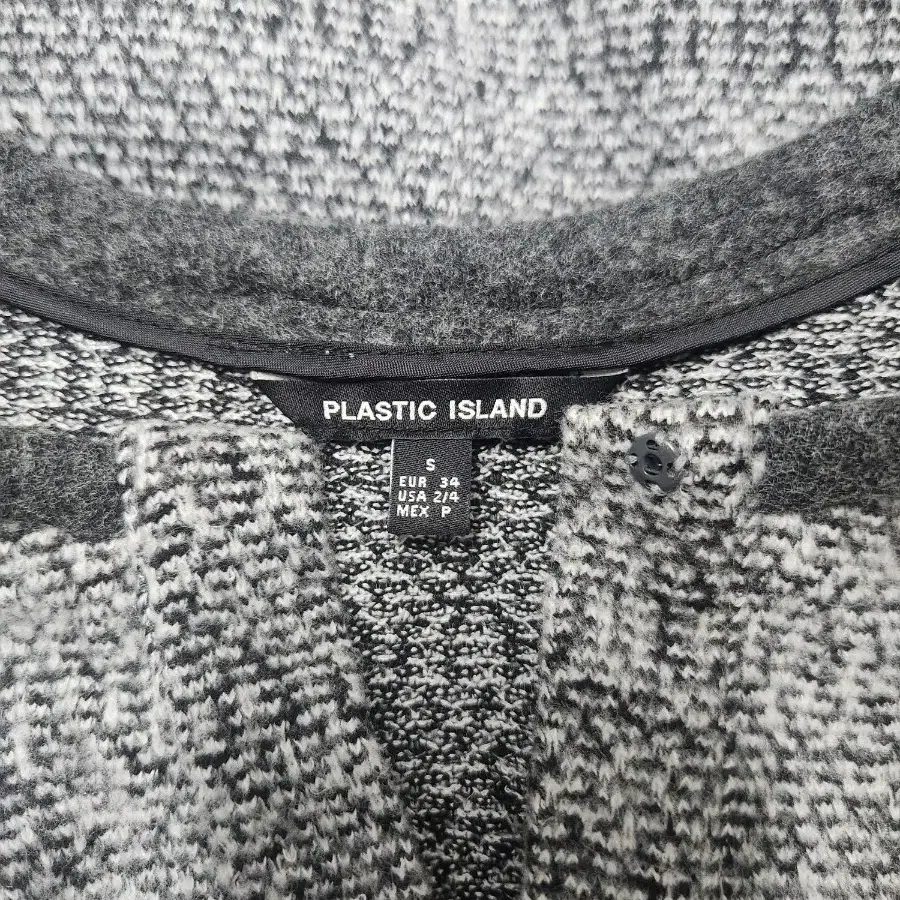 PLASTIC ISLAND
S
EUR 34
USA 2/4
MEX P